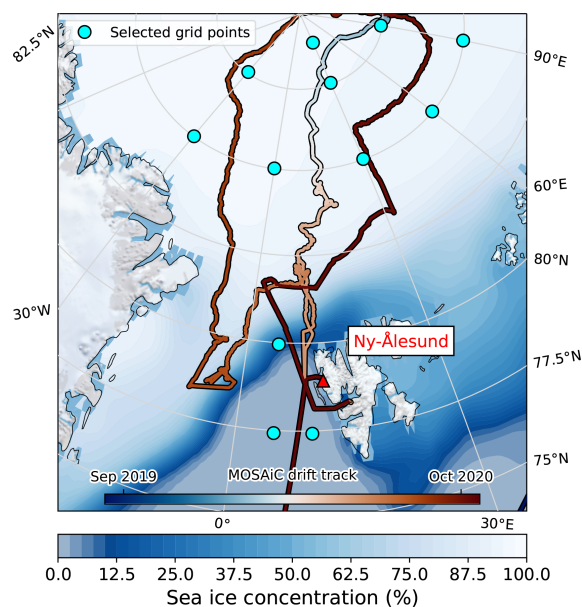 82.5°N
Selected grid points
90°E
60°E
80°N
30°W
Ny-Ålesund
77.5°N
75°N
Sep 2019 MOSAiC drift track Oct 2020
0° 30°E
0.0 12.5 25.0 37.5 50.0 62.5 75.0 87.5 100.0
Sea ice concentration (%)